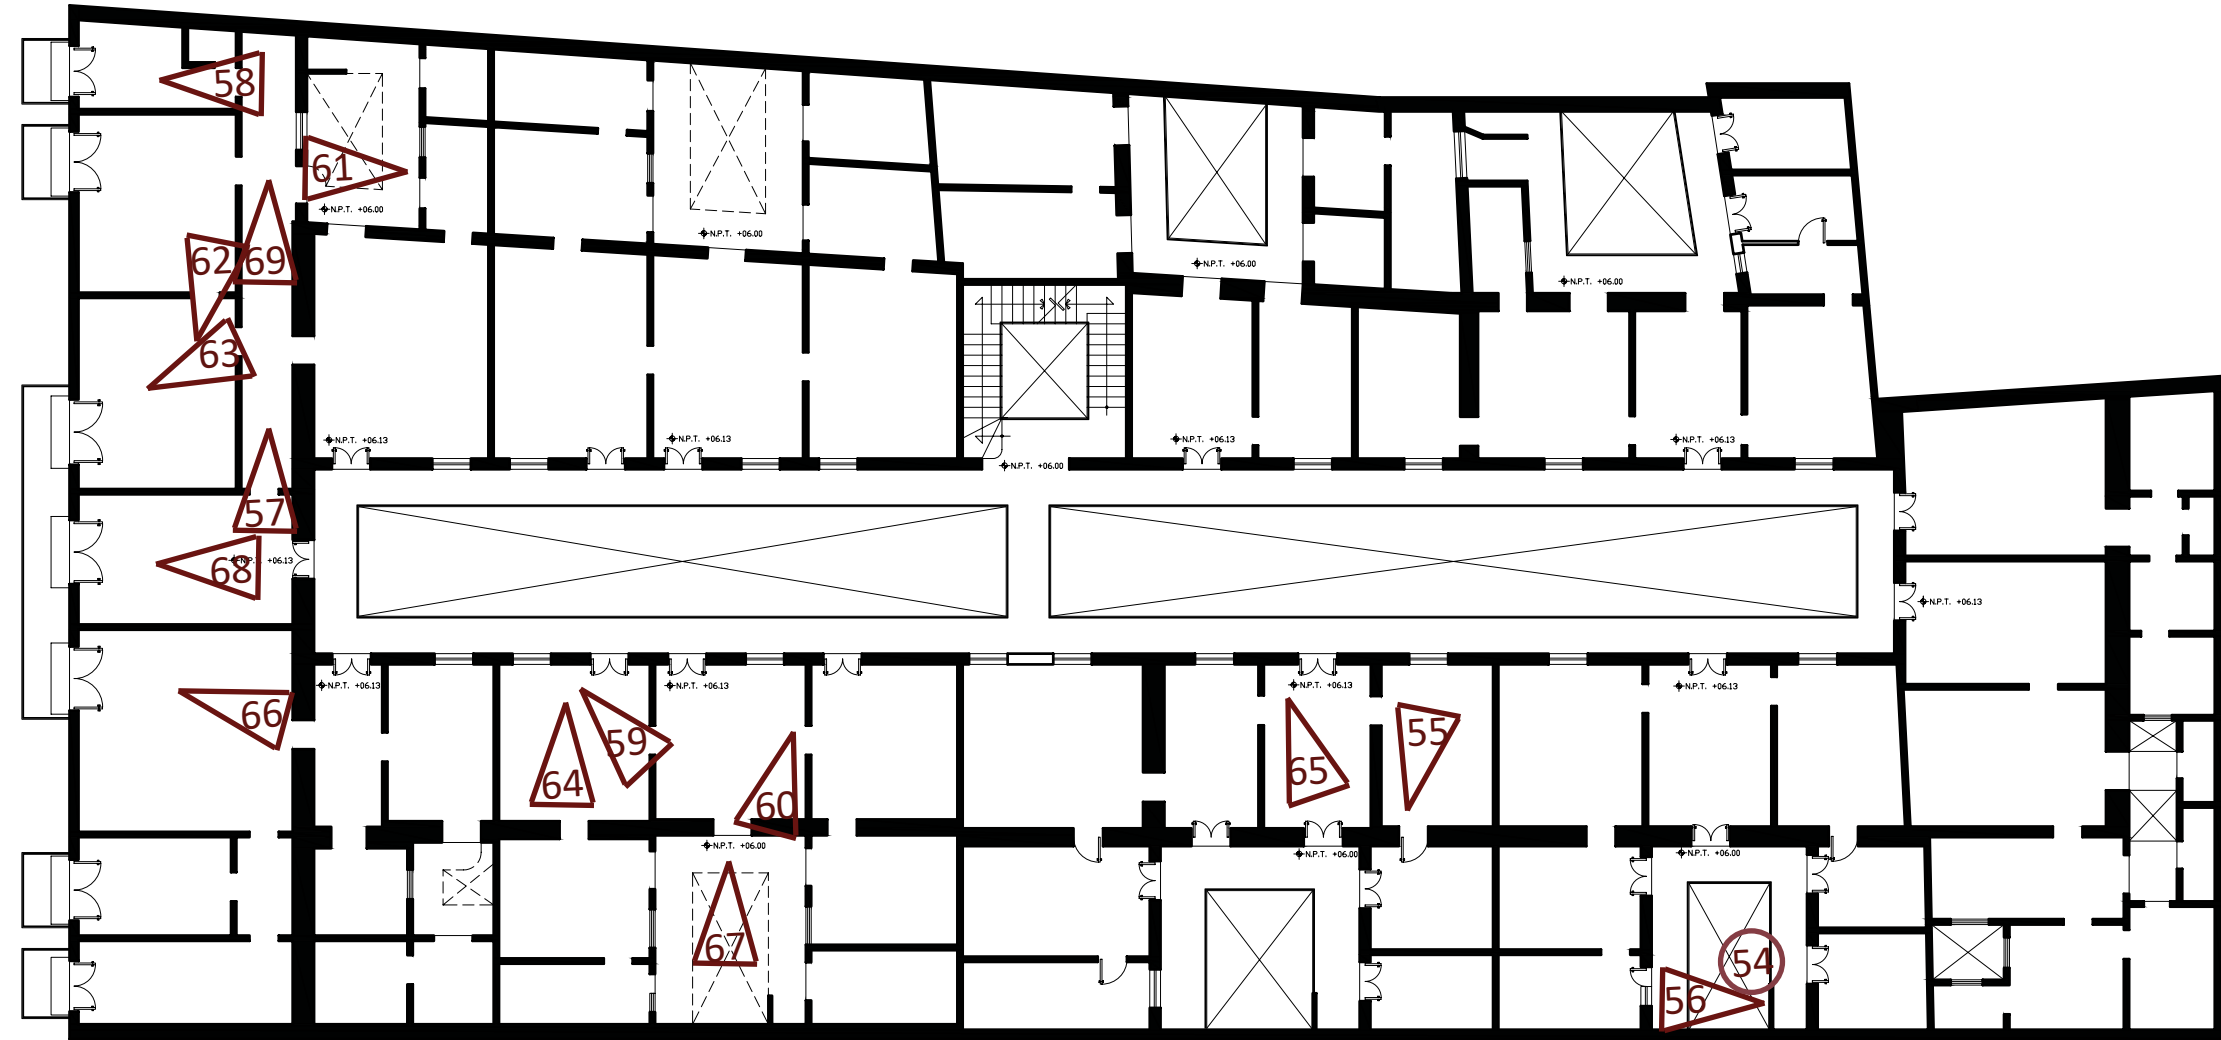 58
61
N.P.T. +06.00
N.P.T. +06.00
62
69
N.P.T. +06.00
N.P.T. +06.00
63
N.P.T. +06.13
N.P.T. +06.13
N.P.T. +06.13
N.P.T. +06.13
N.P.T. +06.00
57
68
N.P.T. +06.13
N.P.T. +06.13
N.P.T. +06.13
N.P.T. +06.13
N.P.T. +06.13
N.P.T. +06.13
66
59
64
60
65
55
N.P.T. +06.00
N.P.T. +06.00
N.P.T. +06.00
67
54
56